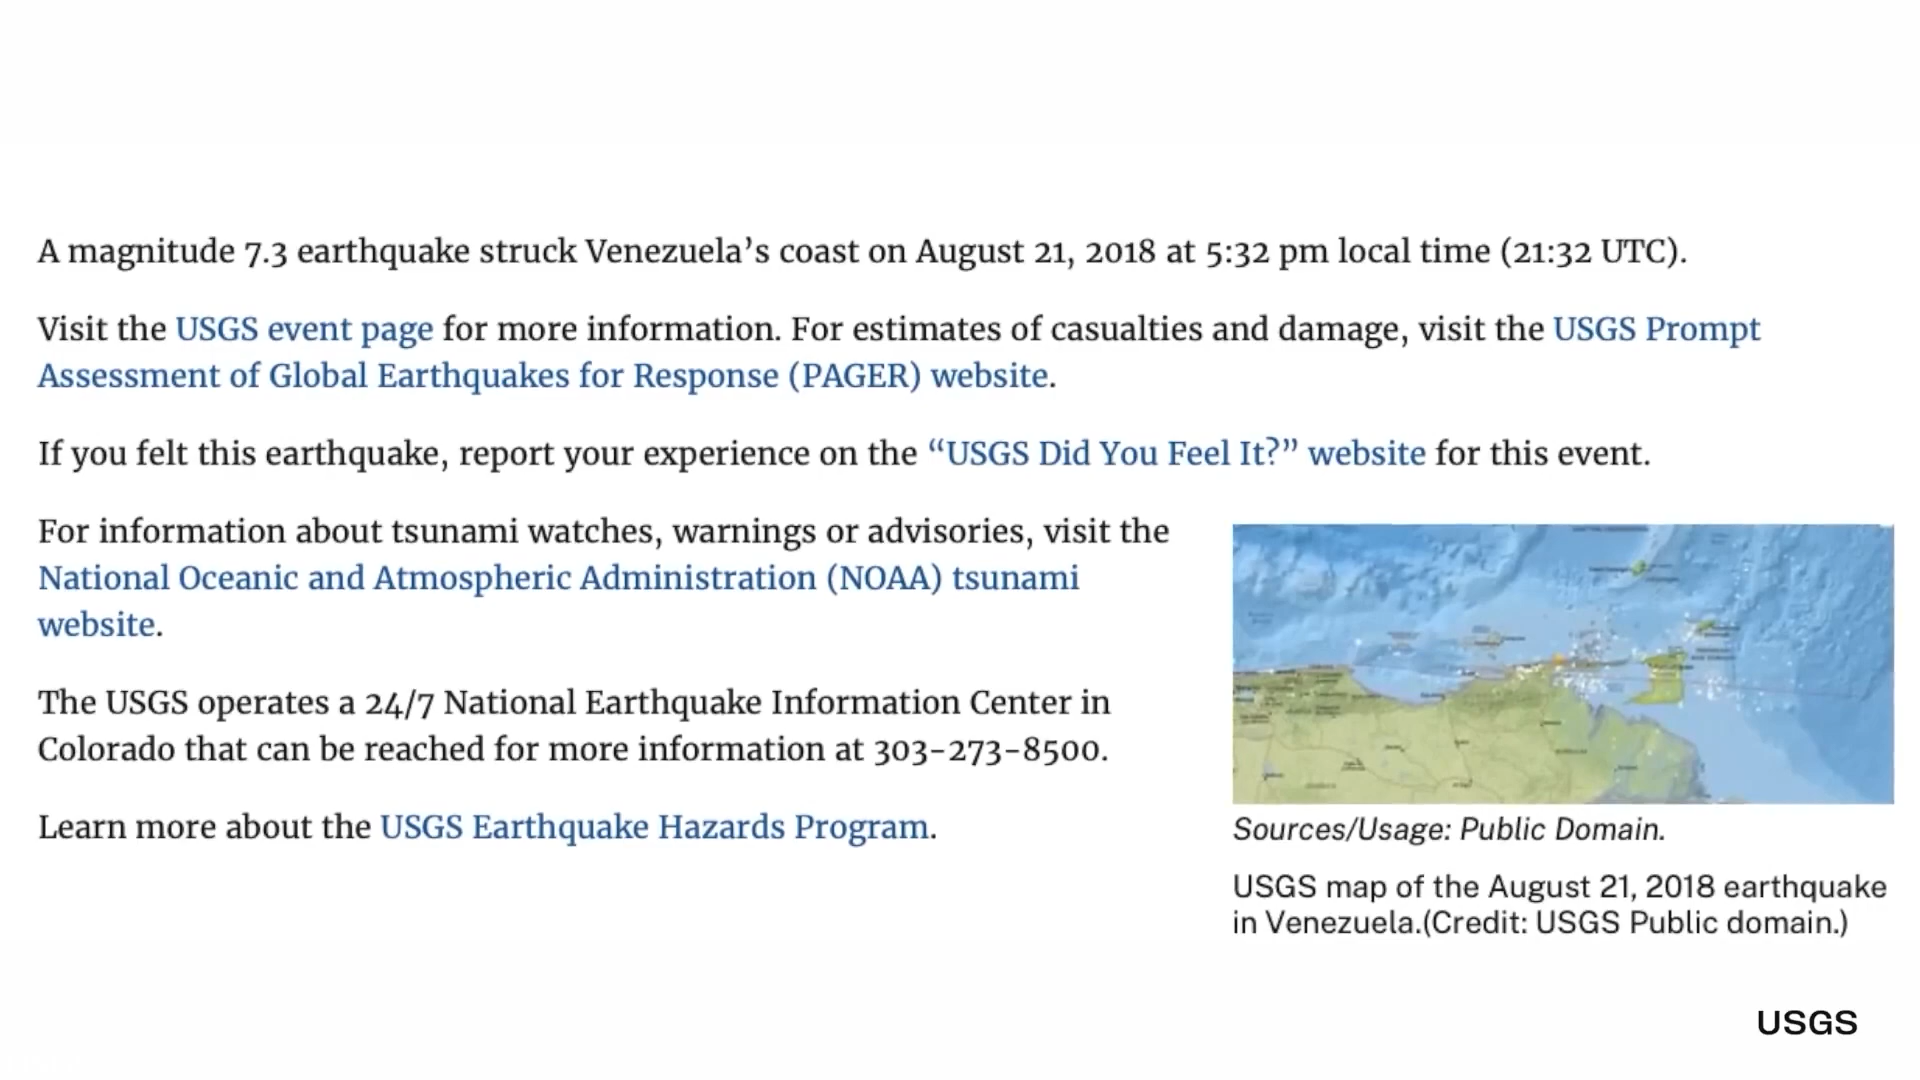 A magnitude 7.3 earthquake struck Venezuela’s coast on August 21, 2018 at 5:32 pm local time (21:32 UTC).
Visit the USGS event page for more information. For estimates of casualties and damage, visit the USGS Prompt
Assessment of Global Earthquakes for Response (PAGER) website.
If you felt this earthquake, report your experience on the “USGS Did You Feel It?” website for this event.
For information about tsunami watches, warnings or advisories, visit the
National Oceanic and Atmospheric Administration (NOAA) tsunami
website.
The USGS operates a 24/7 National Earthquake Information Center in
Colorado that can be reached for more information at 303-273-8500.
Learn more about the USGS Earthquake Hazards Program.
Sources/Usage: Public Domain.
USGS map of the August 21, 2018 earthquake
in Venezuela.(Credit: USGS Public domain.)
USGS